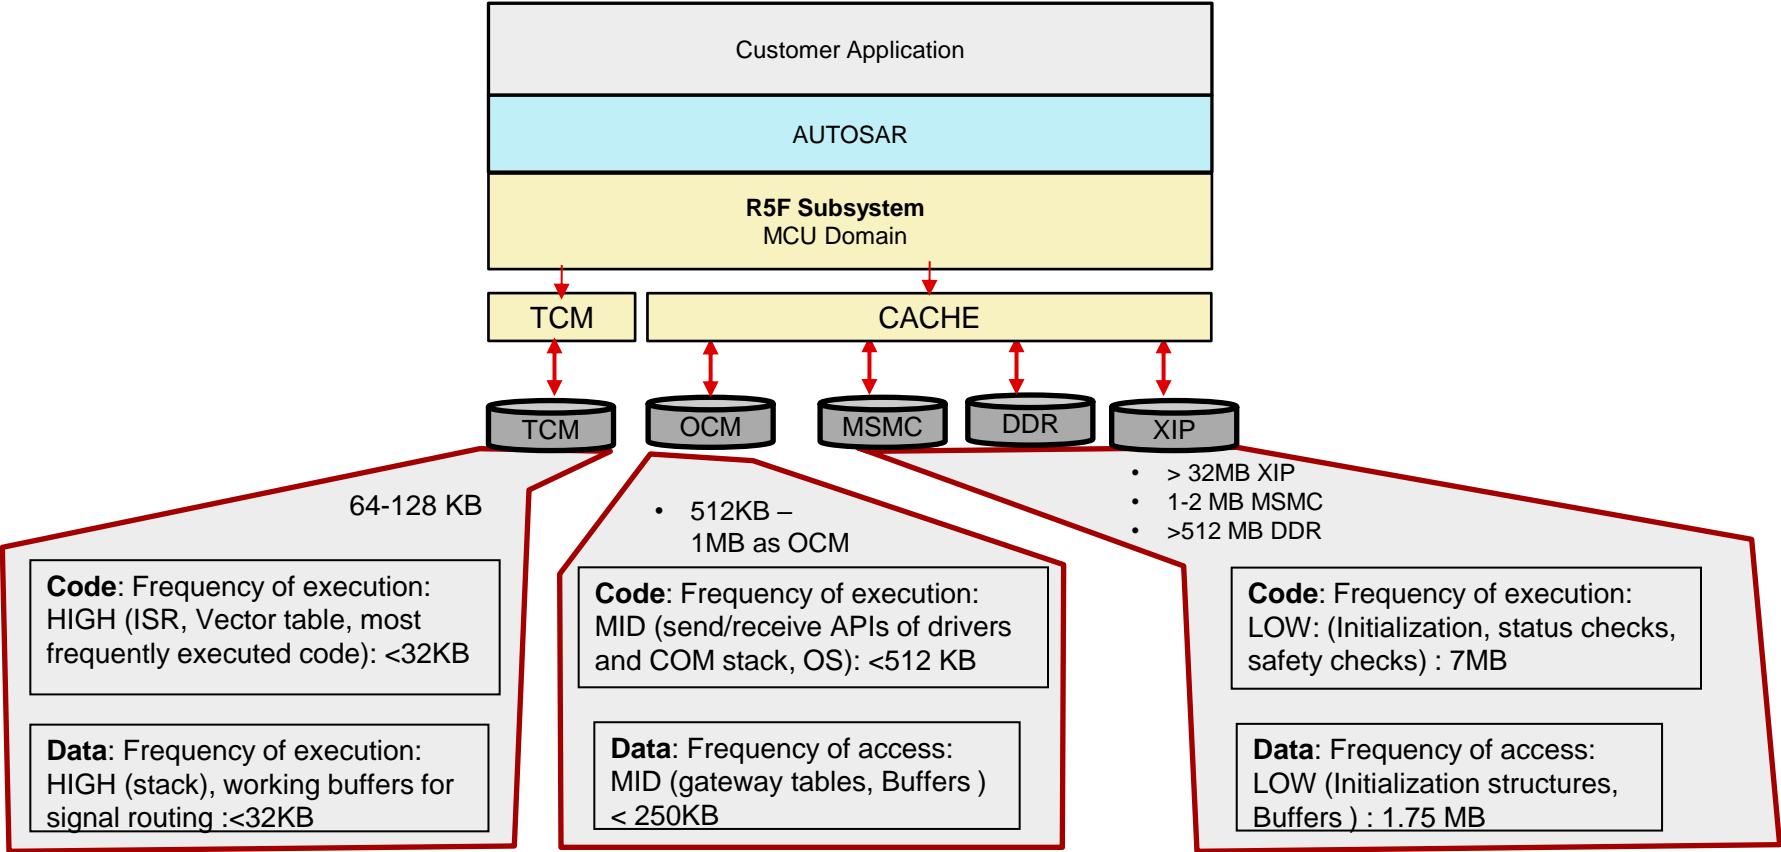 Customer Application
AUTOSAR
R5F Subsystem
MCU Domain
TCM
CACHE
TCM
OCM
MSMC
DDR
XIP
64-128 KB
Code: Frequency of execution:
HIGH (ISR, Vector table, most
frequently executed code): <32KB
Data: Frequency of execution:
HIGH (stack), working buffers for
signal routing :<32KB
• 512KB –
1MB as OCM
Code: Frequency of execution:
MID (send/receive APIs of drivers
and COM stack, OS): <512 KB
Data: Frequency of access:
MID (gateway tables, Buffers )
< 250KB
• > 32MB XIP
• 1-2 MB MSMC
• >512 MB DDR
Code: Frequency of execution:
LOW: (Initialization, status checks,
safety checks) : 7MB
Data: Frequency of access:
LOW (Initialization structures,
Buffers ) : 1.75 MB